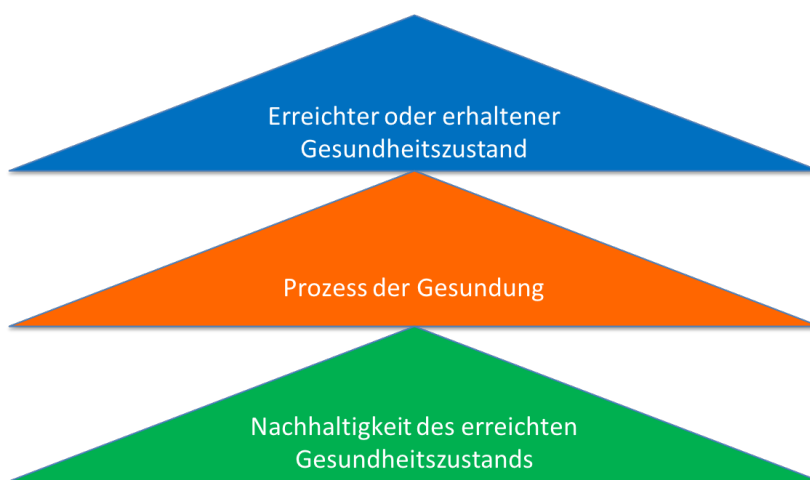 Erreichter oder erhaltener
Gesundheitszustand
Prozess der Gesundung
Nachhaltigkeit des erreichten
Gesundheitszustands